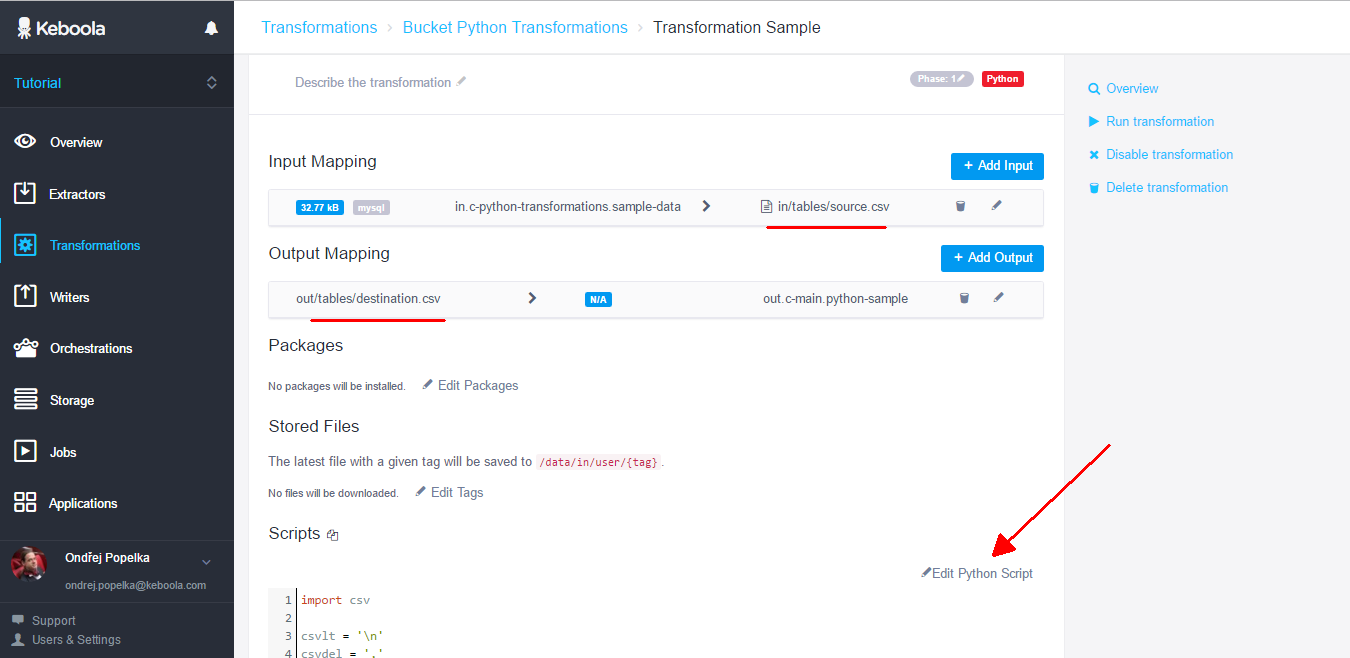 Keboola
Transformations › Bucket Python Transformations › Transformation Sample
Tutorial
Overview
Extractors
Transformations
Writers
Orchestrations
Storage
Jobs
Applications
Ondřej Popelka
ondrej.popelka@keboola.com
Support
Users & Settings
Describe the transformation
Phase: 1
Python
Input Mapping
+ Add Input
32.77 kB mysql in.c-python-transformations.sample-data in/tables/source.csv
Output Mapping
+ Add Output
out/tables/destination.csv N/A out.c-main.python-sample
Packages
No packages will be installed. Edit Packages
Stored Files
The latest file with a given tag will be saved to /data/in/user/{tag}.
No files will be downloaded. Edit Tags
Scripts
Edit Python Script
1 import csv
2
3 csvlt = '\n'
4 csvdel = ','
Overview
Run transformation
Disable transformation
Delete transformation